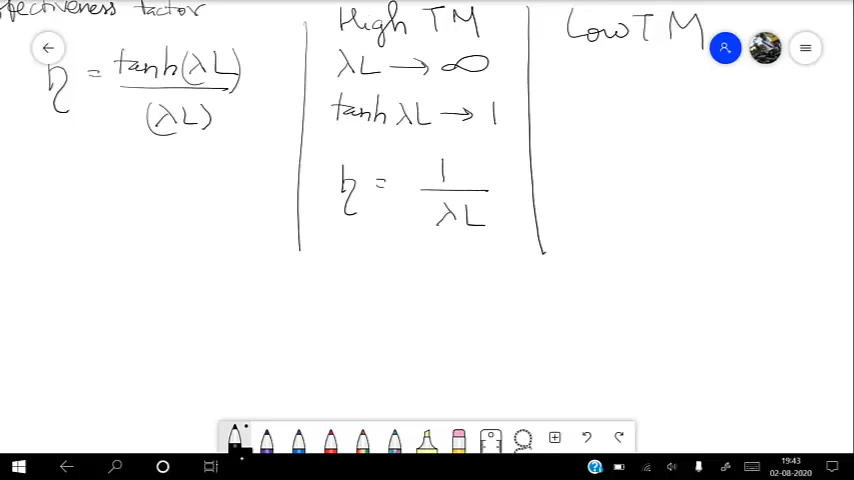 effectiveness factor
η = tanh(λL)
(λL)
High TM
λL → ∞
tanh λL → 1
η = 1
λL
Low TM
19:43
02-08-2020